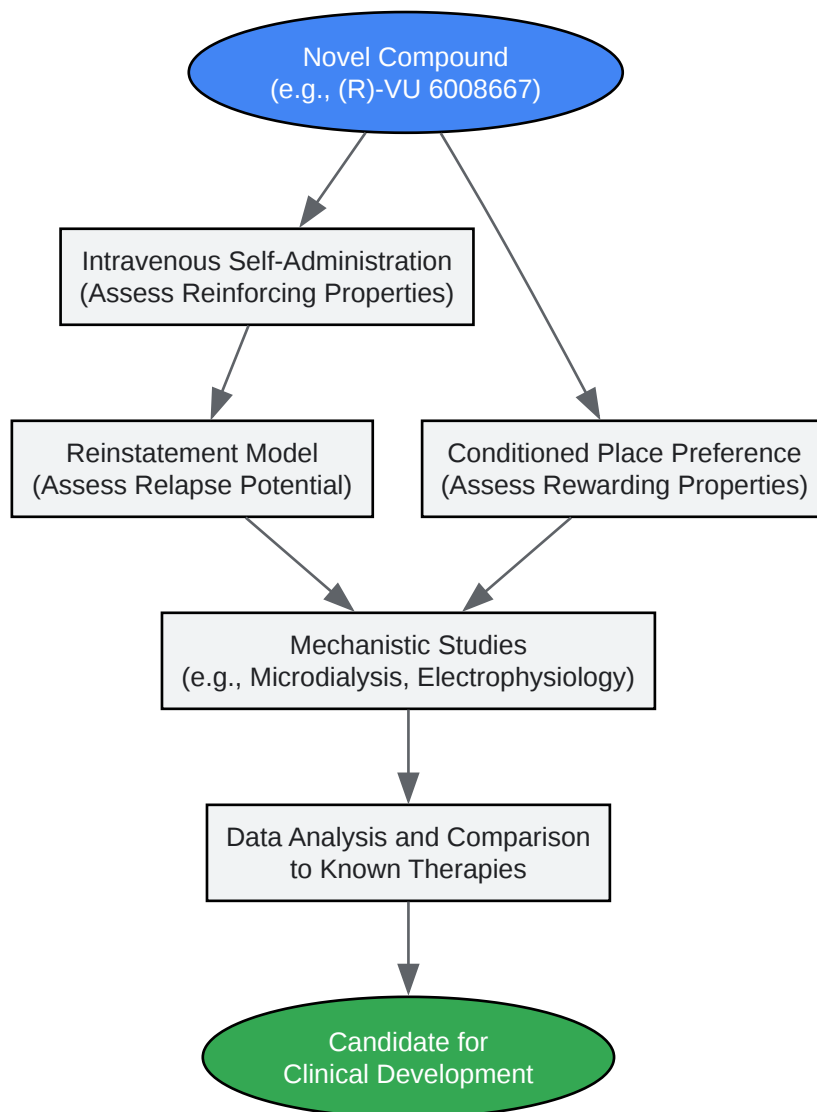 Novel Compound
(e.g., (R)-VU 6008667)
Intravenous Self-Administration
(Assess Reinforcing Properties)
Reinstatement Model
(Assess Relapse Potential)
Conditioned Place Preference
(Assess Rewarding Properties)
Mechanistic Studies
(e.g., Microdialysis, Electrophysiology)
Data Analysis and Comparison
to Known Therapies
Candidate for
Clinical Development